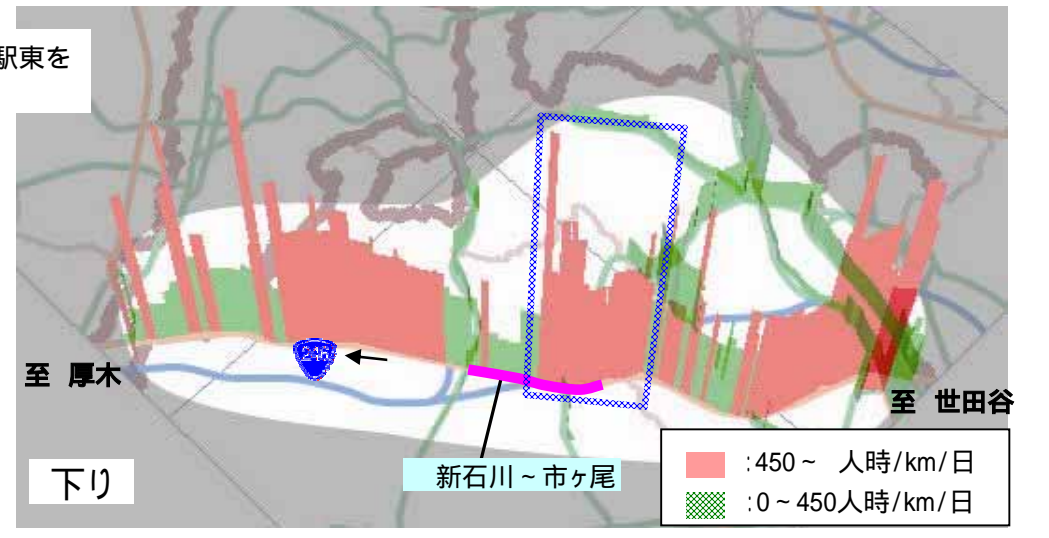 駅東を
246
至 厚木
至 世田谷
新石川~市ヶ尾
下り
:450~ 人時/km/日
:0~450人時/km/日